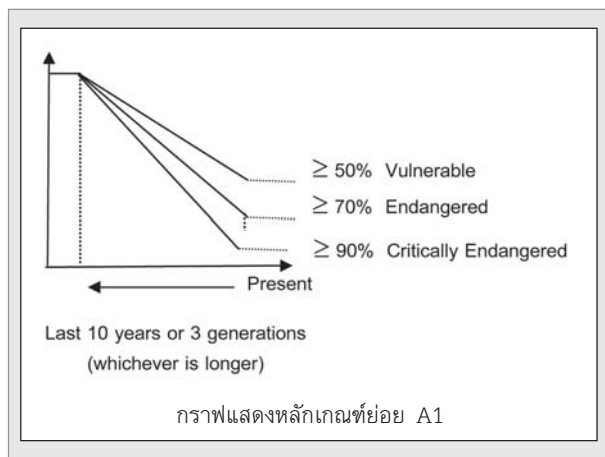 ≥ 50% Vulnerable
≥ 70% Endangered
≥ 90% Critically Endangered
Present
Last 10 years or 3 generations
(whichever is longer)
กราฟแสดงหลักเกณฑ์ย่อย A1